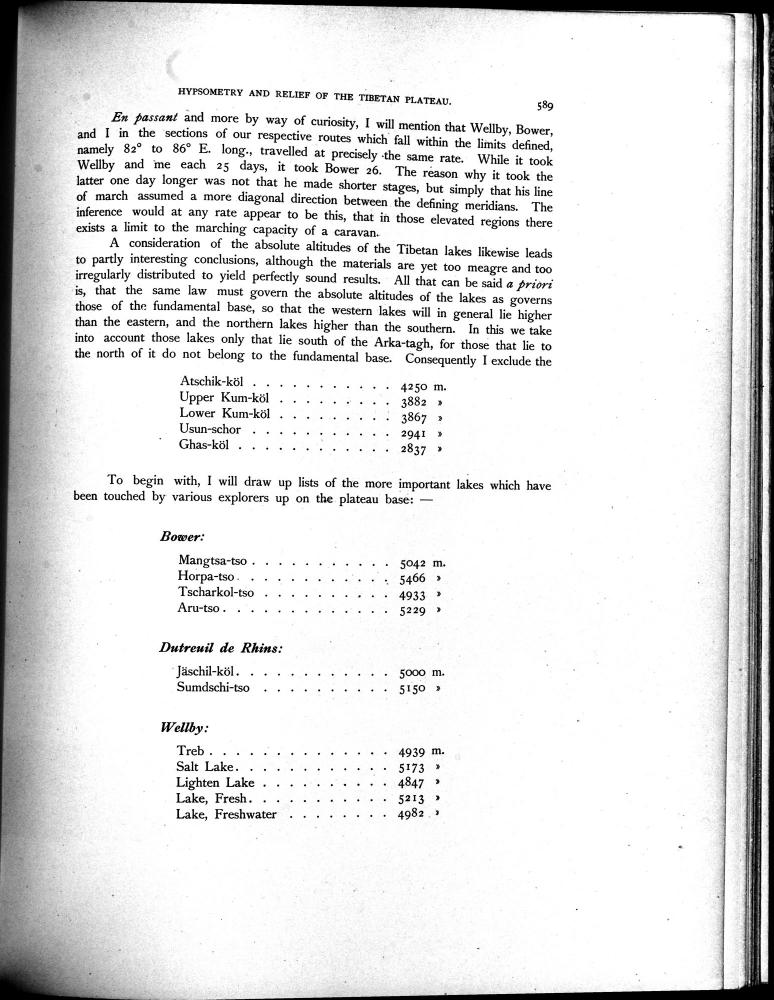 HYPSOMETRY AND RELIEF OF THE TIBETAN PLATEAU. 589
En passant and more by way of curiosity, I will mention that Wellby, Bower,
and I in the sections of our respective routes which fall within the limits defined,
namely 82° to 86° E. long., travelled at precisely the same rate. While it took
Wellby and me each 25 days, it took Bower 26. The reason why it took the
latter one day longer was not that he made shorter stages, but simply that his line
of march assumed a more diagonal direction between the defining meridians. The
inference would at any rate appear to be this, that in those elevated regions there
exists a limit to the marching capacity of a caravan.
A consideration of the absolute altitudes of the Tibetan lakes likewise leads
to partly interesting conclusions, although the materials are yet too meagre and too
irregularly distributed to yield perfectly sound results. All that can be said a priori
is, that the same law must govern the absolute altitudes of the lakes as governs
those of the fundamental base, so that the western lakes will in general lie higher
than the eastern, and the northern lakes higher than the southern. In this we take
into account those lakes only that lie south of the Arka-tagh, for those that lie to
the north of it do not belong to the fundamental base. Consequently I exclude the
Atschik-köl . . . . . . . . . . . 4250 m.
Upper Kum-köl . . . . . . . . . 3882 »
Lower Kum-köl . . . . . . . . . 3867 »
Usun-schor . . . . . . . . . . . 2941 »
Ghas-köl . . . . . . . . . . . . 2837 »
To begin with, I will draw up lists of the more important lakes which have
been touched by various explorers up on the plateau base: —
Bower:
Mangtsa-tso . . . . . . . . . . . 5042 m.
Horpa-tso . . . . . . . . . . . . 5466 »
Tscharkol-tso . . . . . . . . . . 4933 »
Aru-tso . . . . . . . . . . . . . 5229 »
Dutreuil de Rhins:
Jäschil-köl . . . . . . . . . . . . 5000 m.
Sumdschi-tso . . . . . . . . . . 5150 »
Wellby:
Treb . . . . . . . . . . . . . . 4939 m.
Salt Lake . . . . . . . . . . . . 5173 »
Lighten Lake . . . . . . . . . . 4847 »
Lake, Fresh . . . . . . . . . . . 5213 »
Lake, Freshwater . . . . . . . . 4982 »